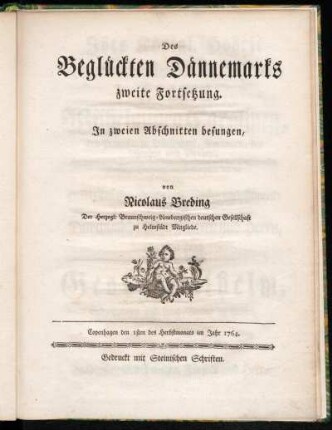 Des
Beglückten Dännemarks
zweite Fortsetzung.
In zweien Abschnitten besungen,
von
Nicolaus Breding
Der Herzogl. Braunschweig-Lüneburgischen deutschen Gesellschaft
zu Helmstädt Mitgliede.
Copenhagen den 1sten des Herbstmonats im Jahr 1764.
Gedruckt mit Steinischen Schriften.